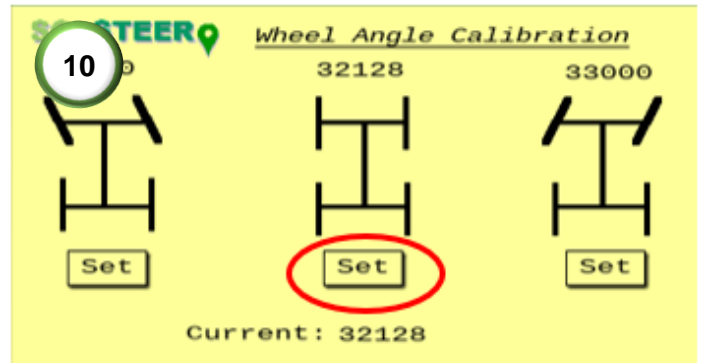 STEER Wheel Angle Calibration
10 32128 33000
Set Set Set
Current: 32128